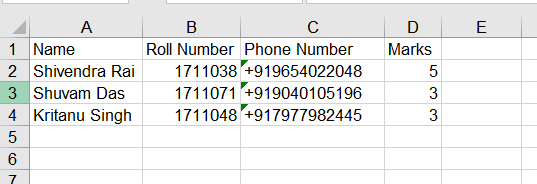 A B C D E
1 Name Roll Number Phone Number Marks
2 Shivendra Rai 1711038 +919654022048 5
3 Shuvam Das 1711071 +919040105196 3
4 Kritanu Singh 1711048 +917977982445 3
5
6
7